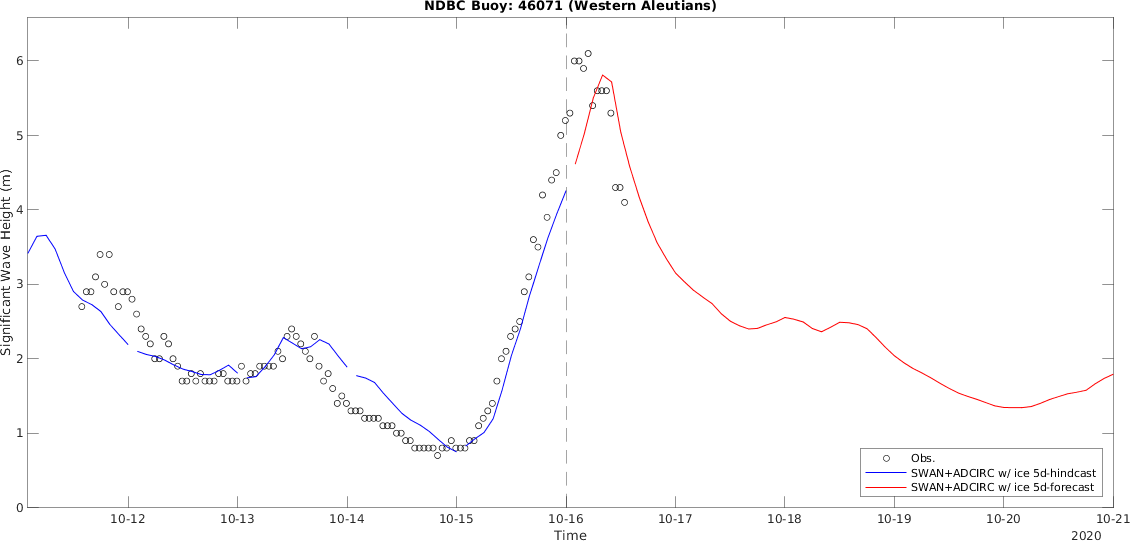 NDBC Buoy: 46071 (Western Aleutians)
Significant Wave Height (m)
6
5
4
3
2
1
0
Obs.
SWAN+ADCIRC w/ ice 5d-hindcast
SWAN+ADCIRC w/ ice 5d-forecast
10-12 10-13 10-14 10-15 10-16 10-17 10-18 10-19 10-20 10-21
Time
2020